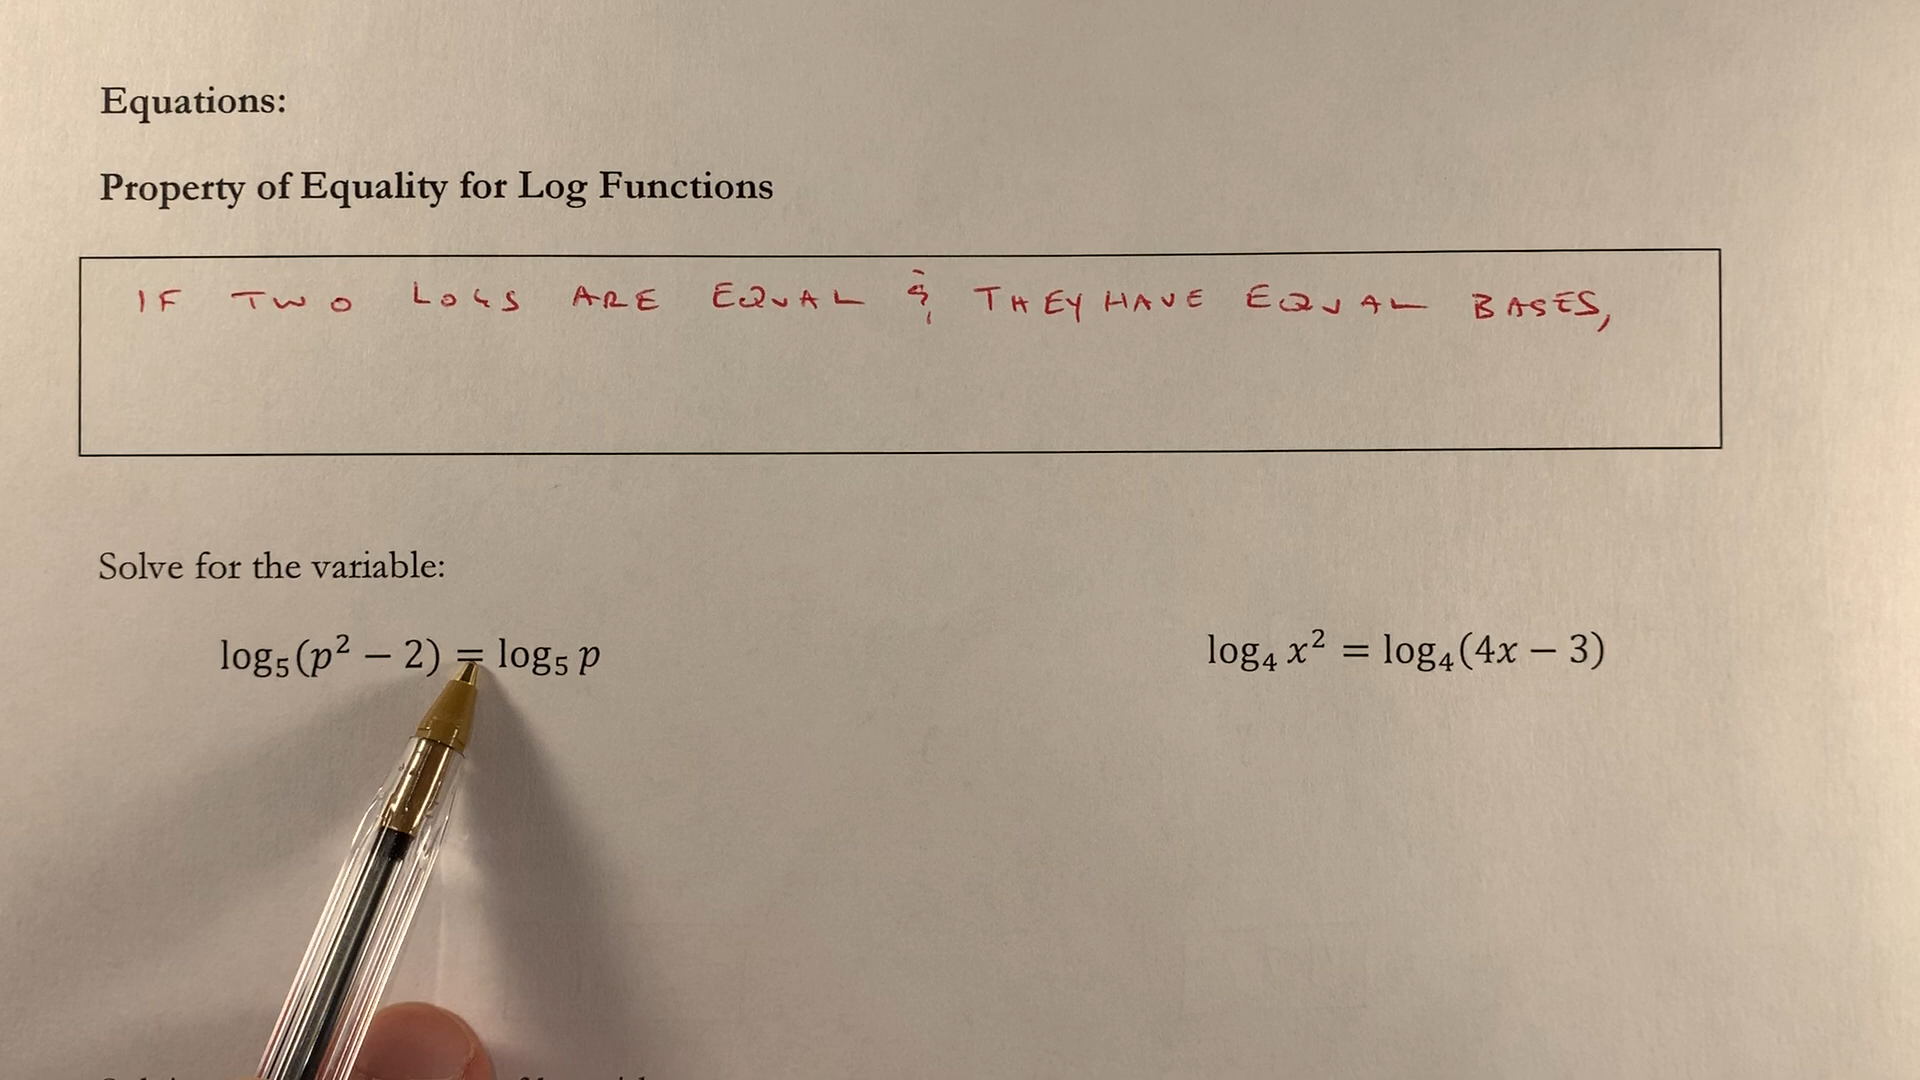 Equations:
Property of Equality for Log Functions
IF TWO LOGS ARE EQUAL & THEY HAVE EQUAL BASES,
Solve for the variable:
log₅(p² − 2) = log₅ p
log₄ x² = log₄(4x − 3)